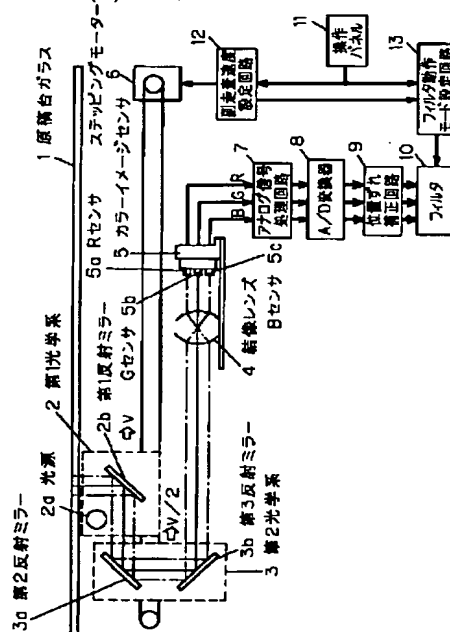 1 原稿台ガラス
ステッピングモーター
6
2 第1光学系
2a 光源
2b 第1反射ミラー
3a 第2反射ミラー
3b 第3反射ミラー
3 第2光学系
V
V/2
5 カラーイメージセンサ
5a Rセンサ
Gセンサ 5b
Bセンサ
5c
4 結像レンズ
R
G
B
7
アナログ信号
処理回路
8
A/D変換器
9
位置ずれ
補正回路
10
フィルタ
11
操作
パネル
12
副走査速度
設定回路
13
フィルタ動作
モード設定回路